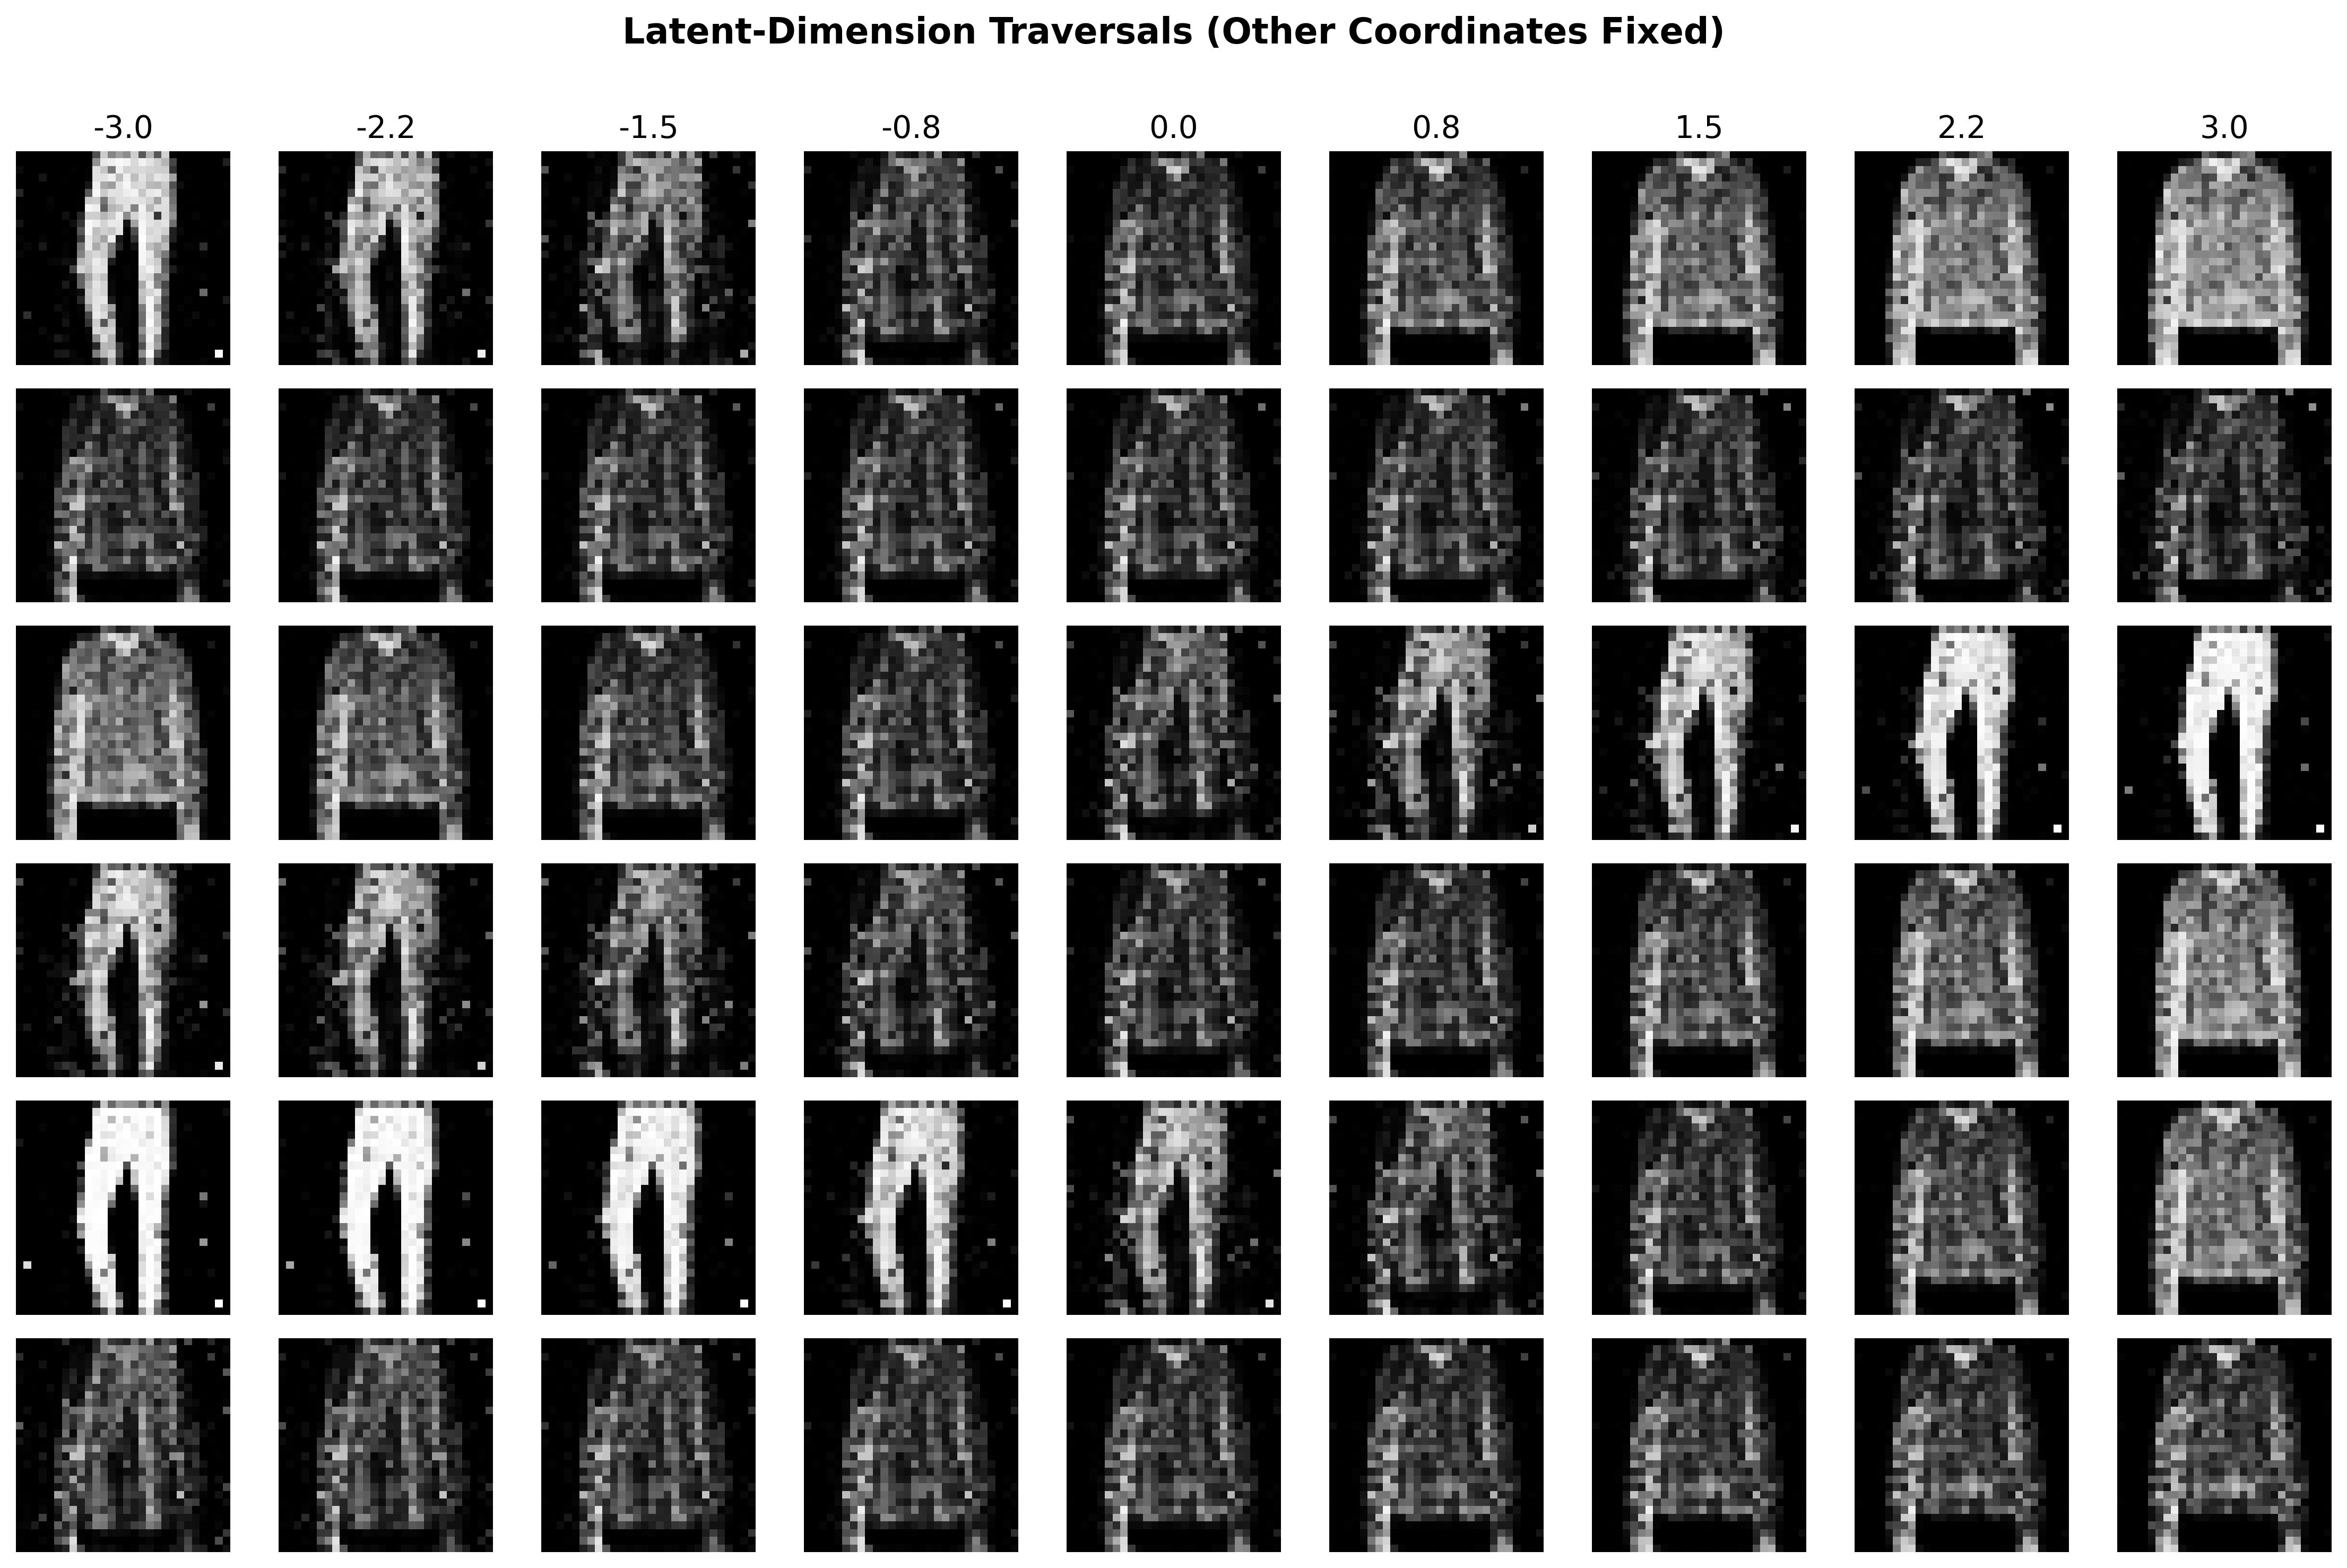 Latent-Dimension Traversals (Other Coordinates Fixed)
-3.0 -2.2 -1.5 -0.8 0.0 0.8 1.5 2.2 3.0